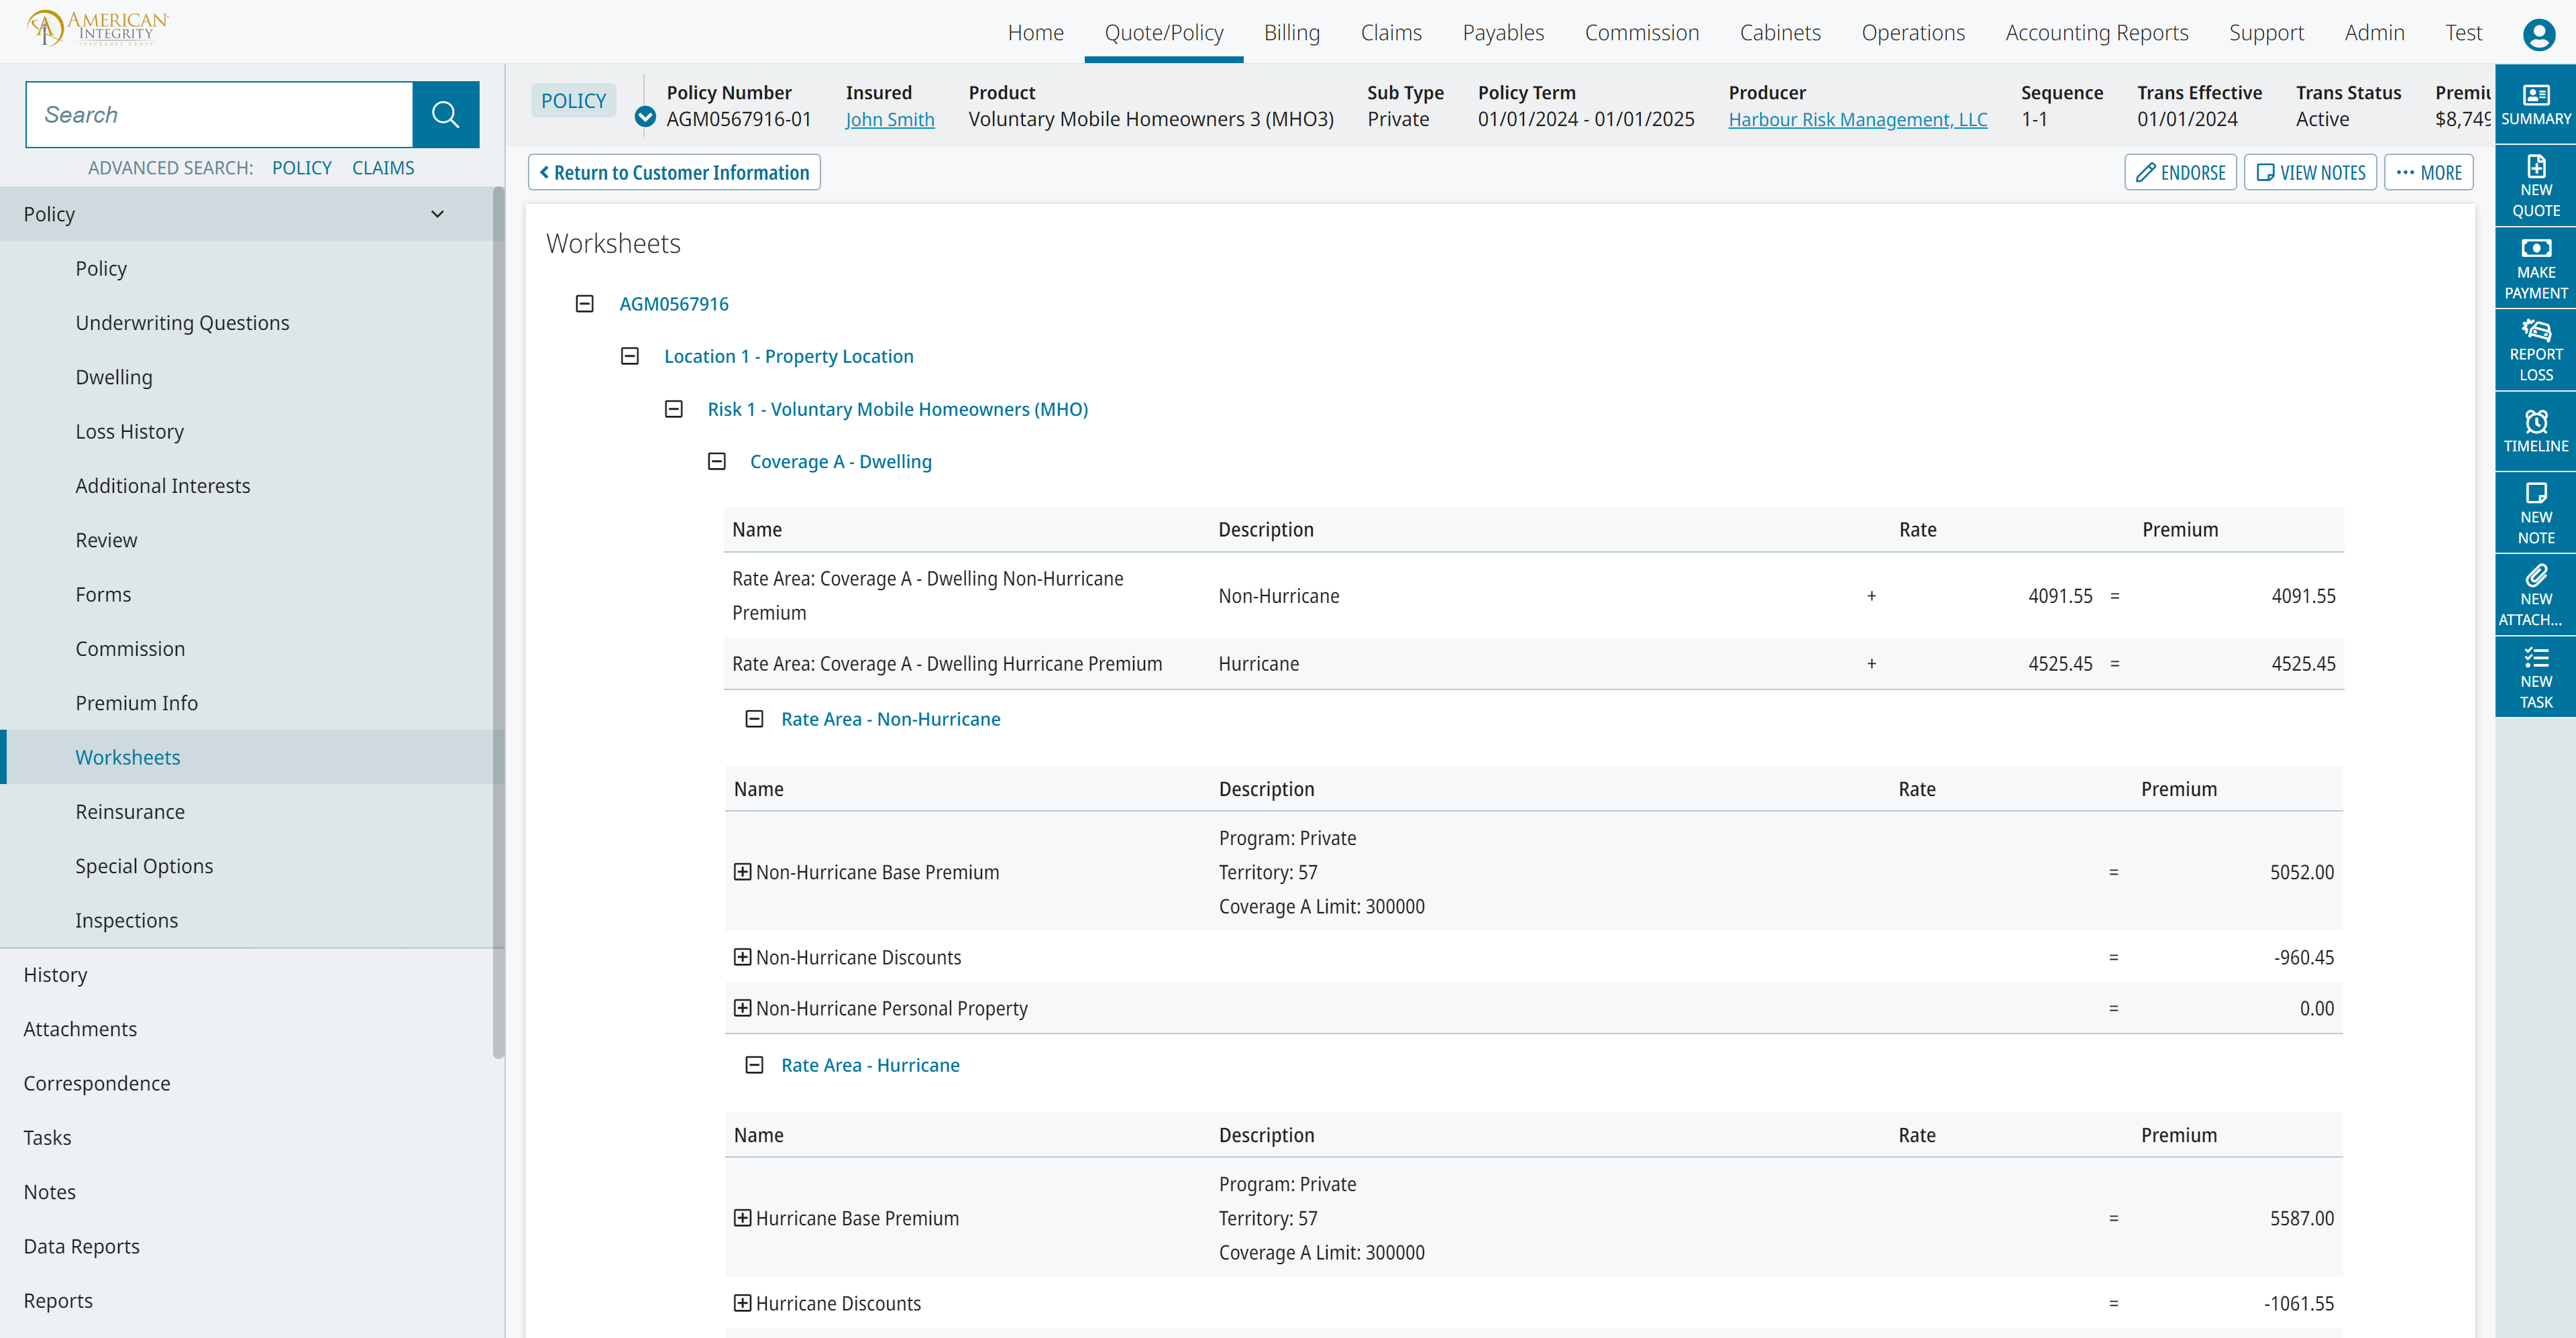 AMERICAN
INTEGRITY
INSURANCE GROUP
Home Quote/Policy Billing Claims Payables Commission Cabinets Operations Accounting Reports Support Admin Test
Search
ADVANCED SEARCH: POLICY CLAIMS
Policy
Policy
Underwriting Questions
Dwelling
Loss History
Additional Interests
Review
Forms
Commission
Premium Info
Worksheets
Reinsurance
Special Options
Inspections
History
Attachments
Correspondence
Tasks
Notes
Data Reports
Reports
POLICY
Policy Number Insured Product Sub Type Policy Term Producer Sequence Trans Effective Trans Status
AGM0567916-01 John Smith Voluntary Mobile Homeowners 3 (MHO3) Private 01/01/2024 - 01/01/2025 Harbour Risk Management, LLC 1-1 01/01/2024 Active $8,749
Return to Customer Information
ENDORSE VIEW NOTES ··· MORE
Worksheets
AGM0567916
Location 1 - Property Location
Risk 1 - Voluntary Mobile Homeowners (MHO)
Coverage A - Dwelling
Name Description Rate Premium
Rate Area: Coverage A - Dwelling Non-Hurricane
Premium
Non-Hurricane + 4091.55 = 4091.55
Rate Area: Coverage A - Dwelling Hurricane Premium Hurricane + 4525.45 = 4525.45
Rate Area - Non-Hurricane
Name Description Rate Premium
Non-Hurricane Base Premium
Program: Private
Territory: 57
Coverage A Limit: 300000
= 5052.00
Non-Hurricane Discounts = -960.45
Non-Hurricane Personal Property = 0.00
Rate Area - Hurricane
Name Description Rate Premium
Hurricane Base Premium
Program: Private
Territory: 57
Coverage A Limit: 300000
= 5587.00
Hurricane Discounts = -1061.55
SUMMARY
NEW
QUOTE
MAKE
PAYMENT
REPORT
LOSS
TIMELINE
NEW
NOTE
NEW
ATTACH...
NEW
TASK